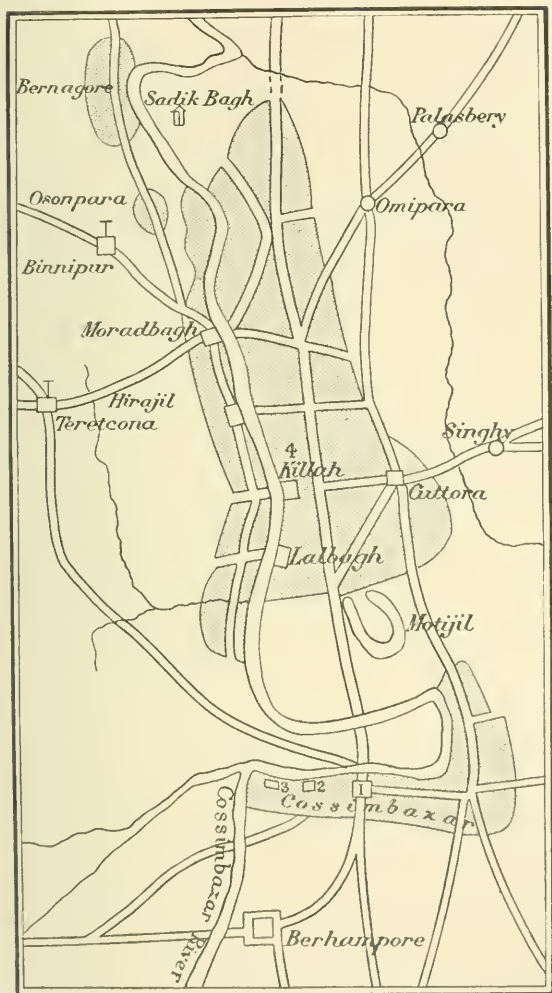 Bernagore
Sadik Bagh
Palasbery
Osonpara
Omipara
Binnipur
Moradbagh
Hirajil
Teretcona
Singhy
4
Killah
Cuttora
Lalbagh
Motijil
3
2
1
Cossimbazar
Cossimbazar River
Berhampore